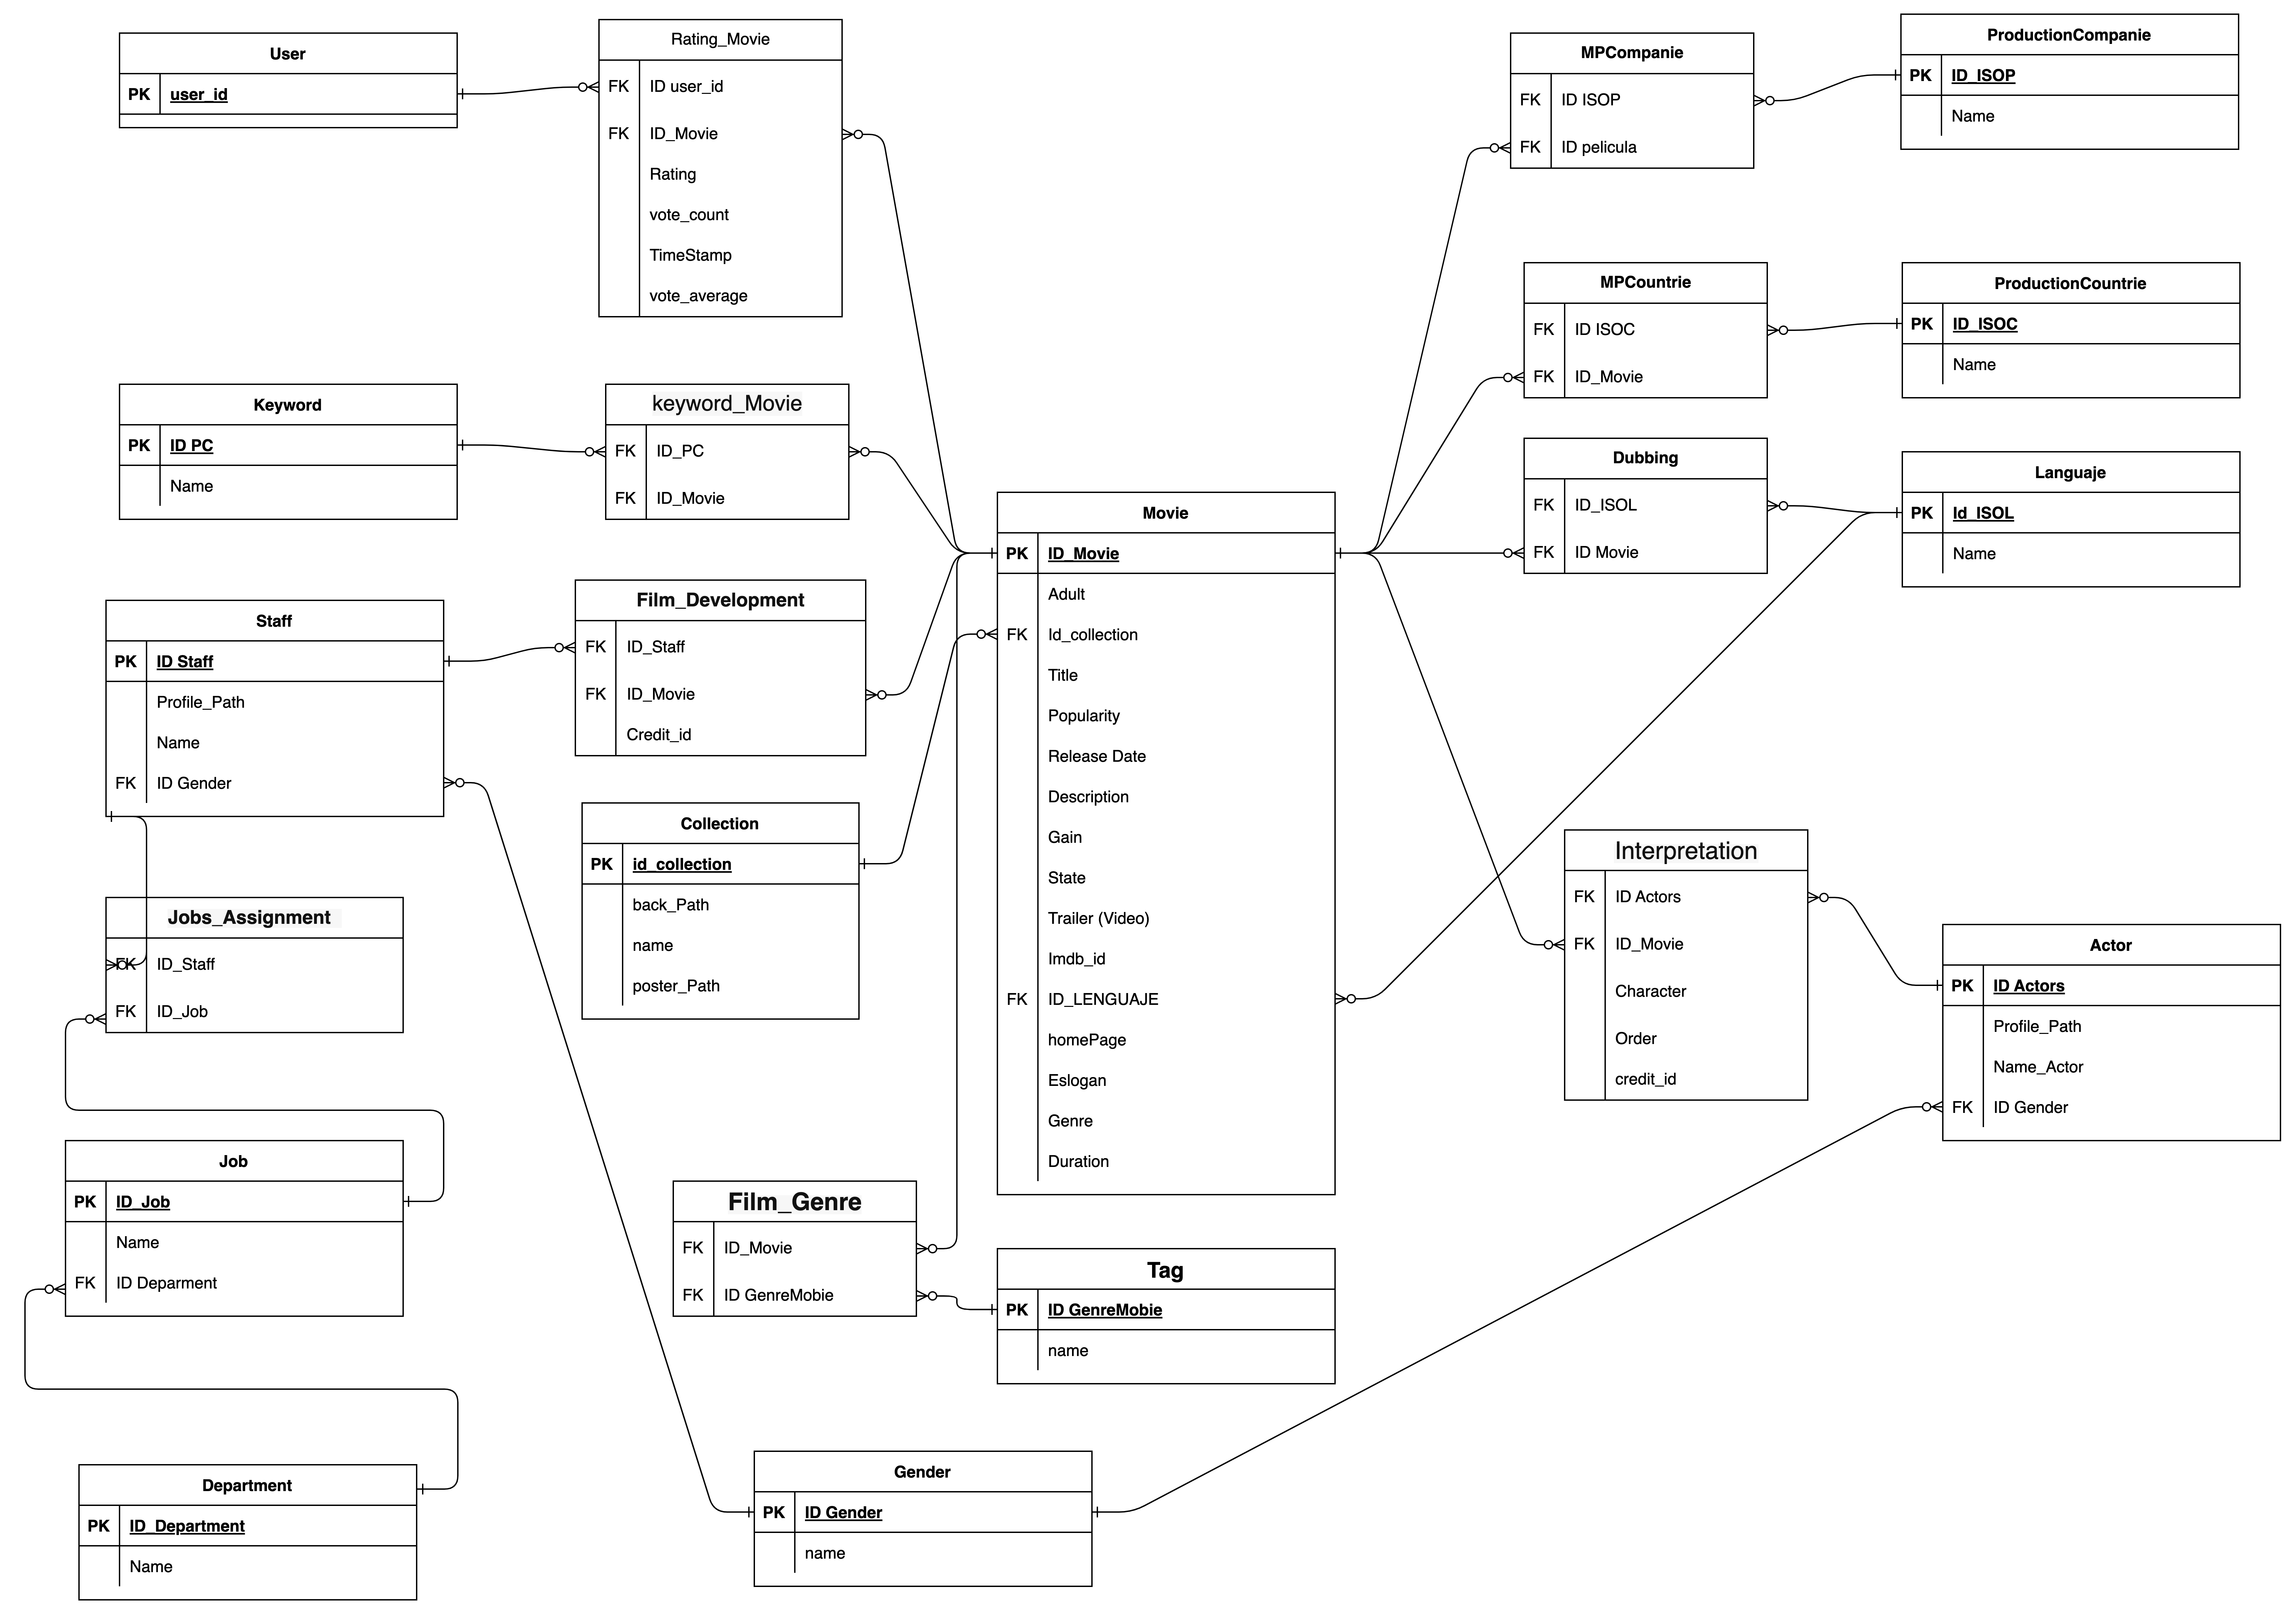 User
PK user_id
Rating_Movie
FK ID user_id
FK ID_Movie
Rating
vote_count
TimeStamp
vote_average
MPCompanie
FK ID ISOP
FK ID pelicula
ProductionCompanie
PK ID_ISOP
Name
MPCountrie
FK ID ISOC
FK ID_Movie
ProductionCountrie
PK ID_ISOC
Name
Keyword
PK ID PC
Name
keyword_Movie
FK ID_PC
FK ID_Movie
Dubbing
FK ID_ISOL
FK ID Movie
Languaje
PK Id_ISOL
Name
Movie
PK ID_Movie
Adult
FK Id_collection
Title
Popularity
Release Date
Description
Gain
State
Trailer (Video)
Imdb_id
FK ID_LENGUAJE
homePage
Eslogan
Genre
Duration
Staff
PK ID Staff
Profile_Path
Name
FK ID Gender
Film_Development
FK ID_Staff
FK ID_Movie
Credit_id
Collection
PK id_collection
back_Path
name
poster_Path
Interpretation
FK ID Actors
FK ID_Movie
Character
Order
credit_id
Actor
PK ID Actors
Profile_Path
Name_Actor
FK ID Gender
Jobs_Assignment
FK ID_Staff
FK ID_Job
Job
PK ID_Job
Name
FK ID Deparment
Film_Genre
FK ID_Movie
FK ID GenreMobie
Tag
PK ID GenreMobie
name
Department
PK ID_Department
Name
Gender
PK ID Gender
name